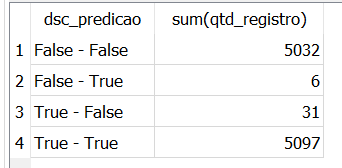 dsc_predicao sum(qtd_registro)
1 False - False 5032
2 False - True 6
3 True - False 31
4 True - True 5097